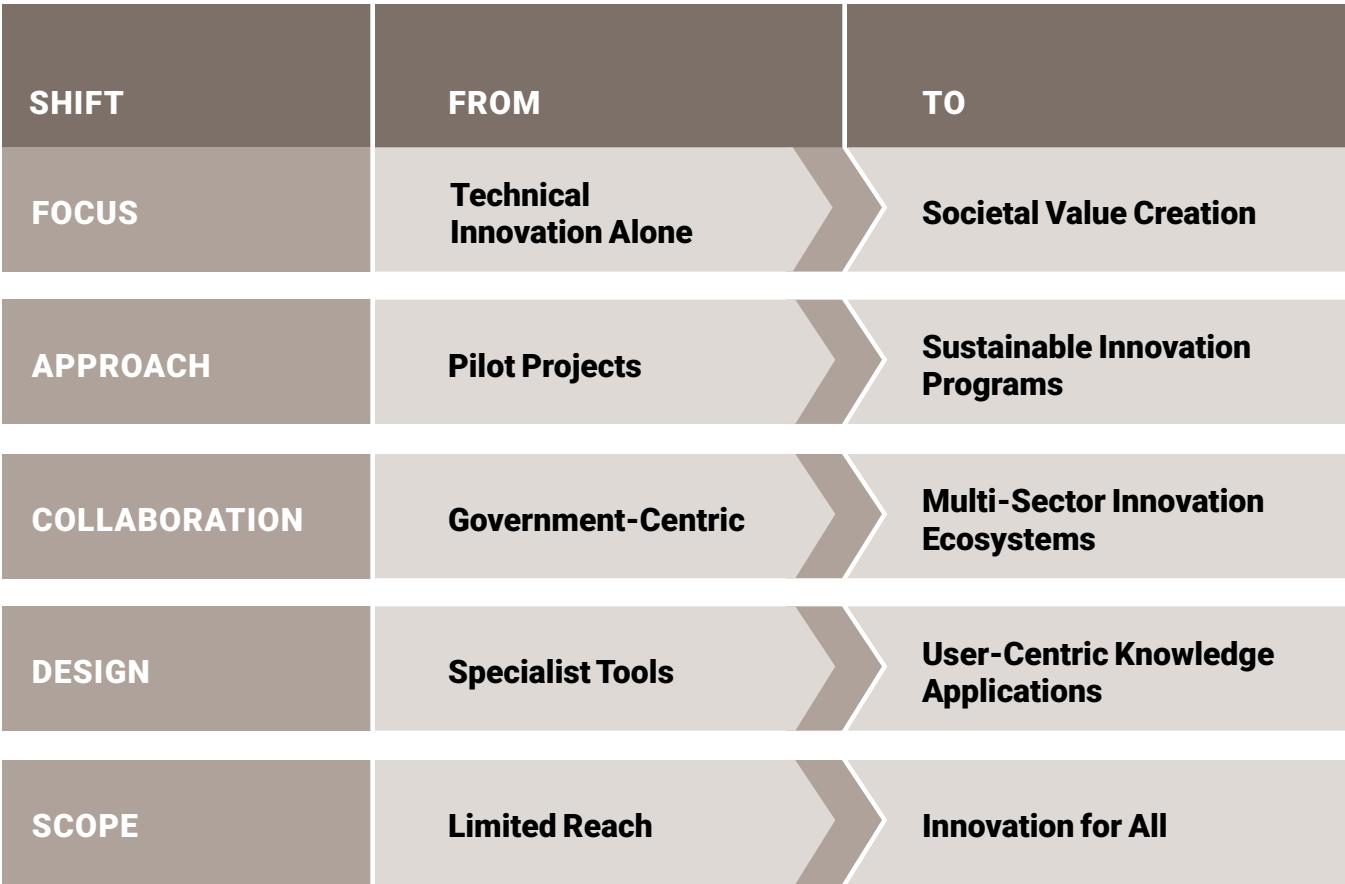 SHIFT
FROM
TO
FOCUS
Technical
Innovation Alone
Societal Value Creation
APPROACH
Pilot Projects
Sustainable Innovation
Programs
COLLABORATION
Government-Centric
Multi-Sector Innovation
Ecosystems
DESIGN
Specialist Tools
User-Centric Knowledge
Applications
SCOPE
Limited Reach
Innovation for All